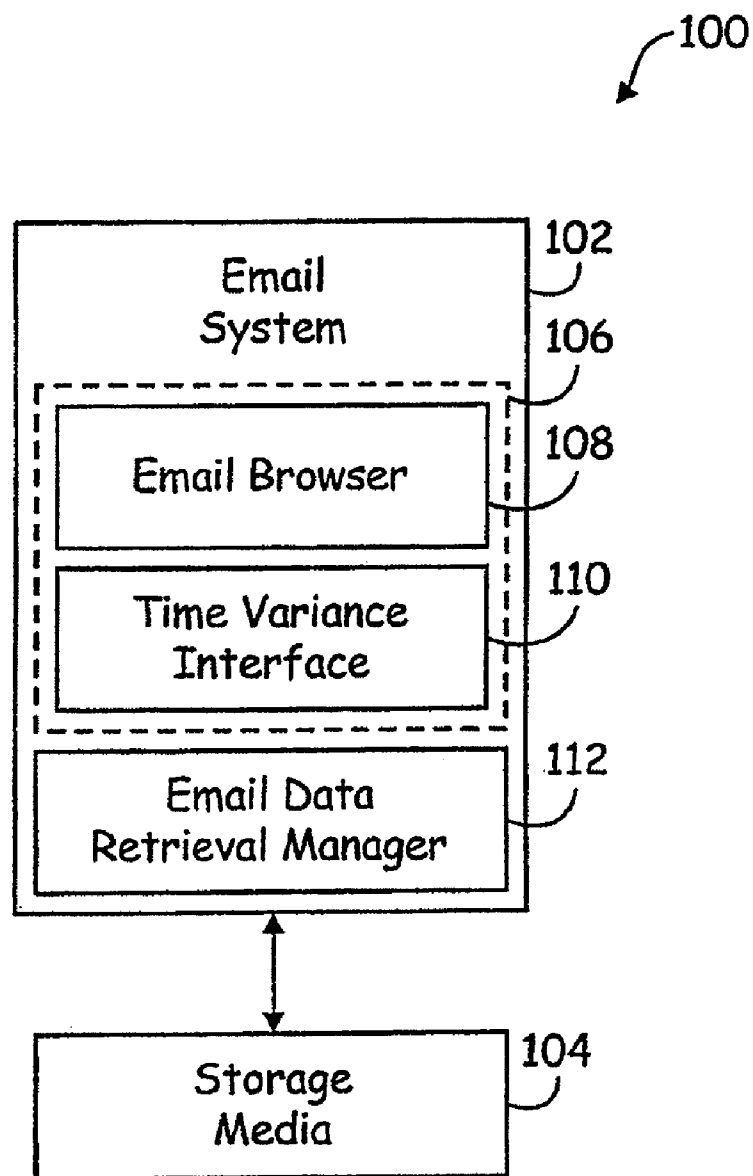 100
102
Email
System
106
Email Browser
108
110
Time Variance
Interface
112
Email Data
Retrieval Manager
104
Storage
Media